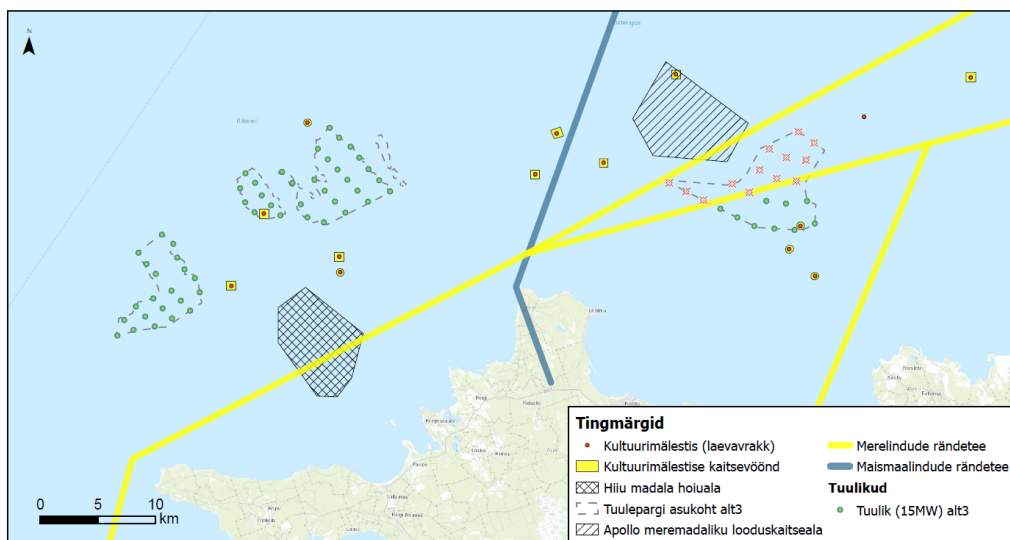 N
Tingmärgid
Kultuurimälestis (laevavrakk)
Kultuurimälestise kaitsevöönd
Hiiu madala hoiuala
Tuulepargi asukoht alt3
Apollo meremadaliku looduskaitseala
Merelindude rändetee
Maismaalindude rändetee
Tuulikud
Tuulik (15MW) alt3
0 5 10
km